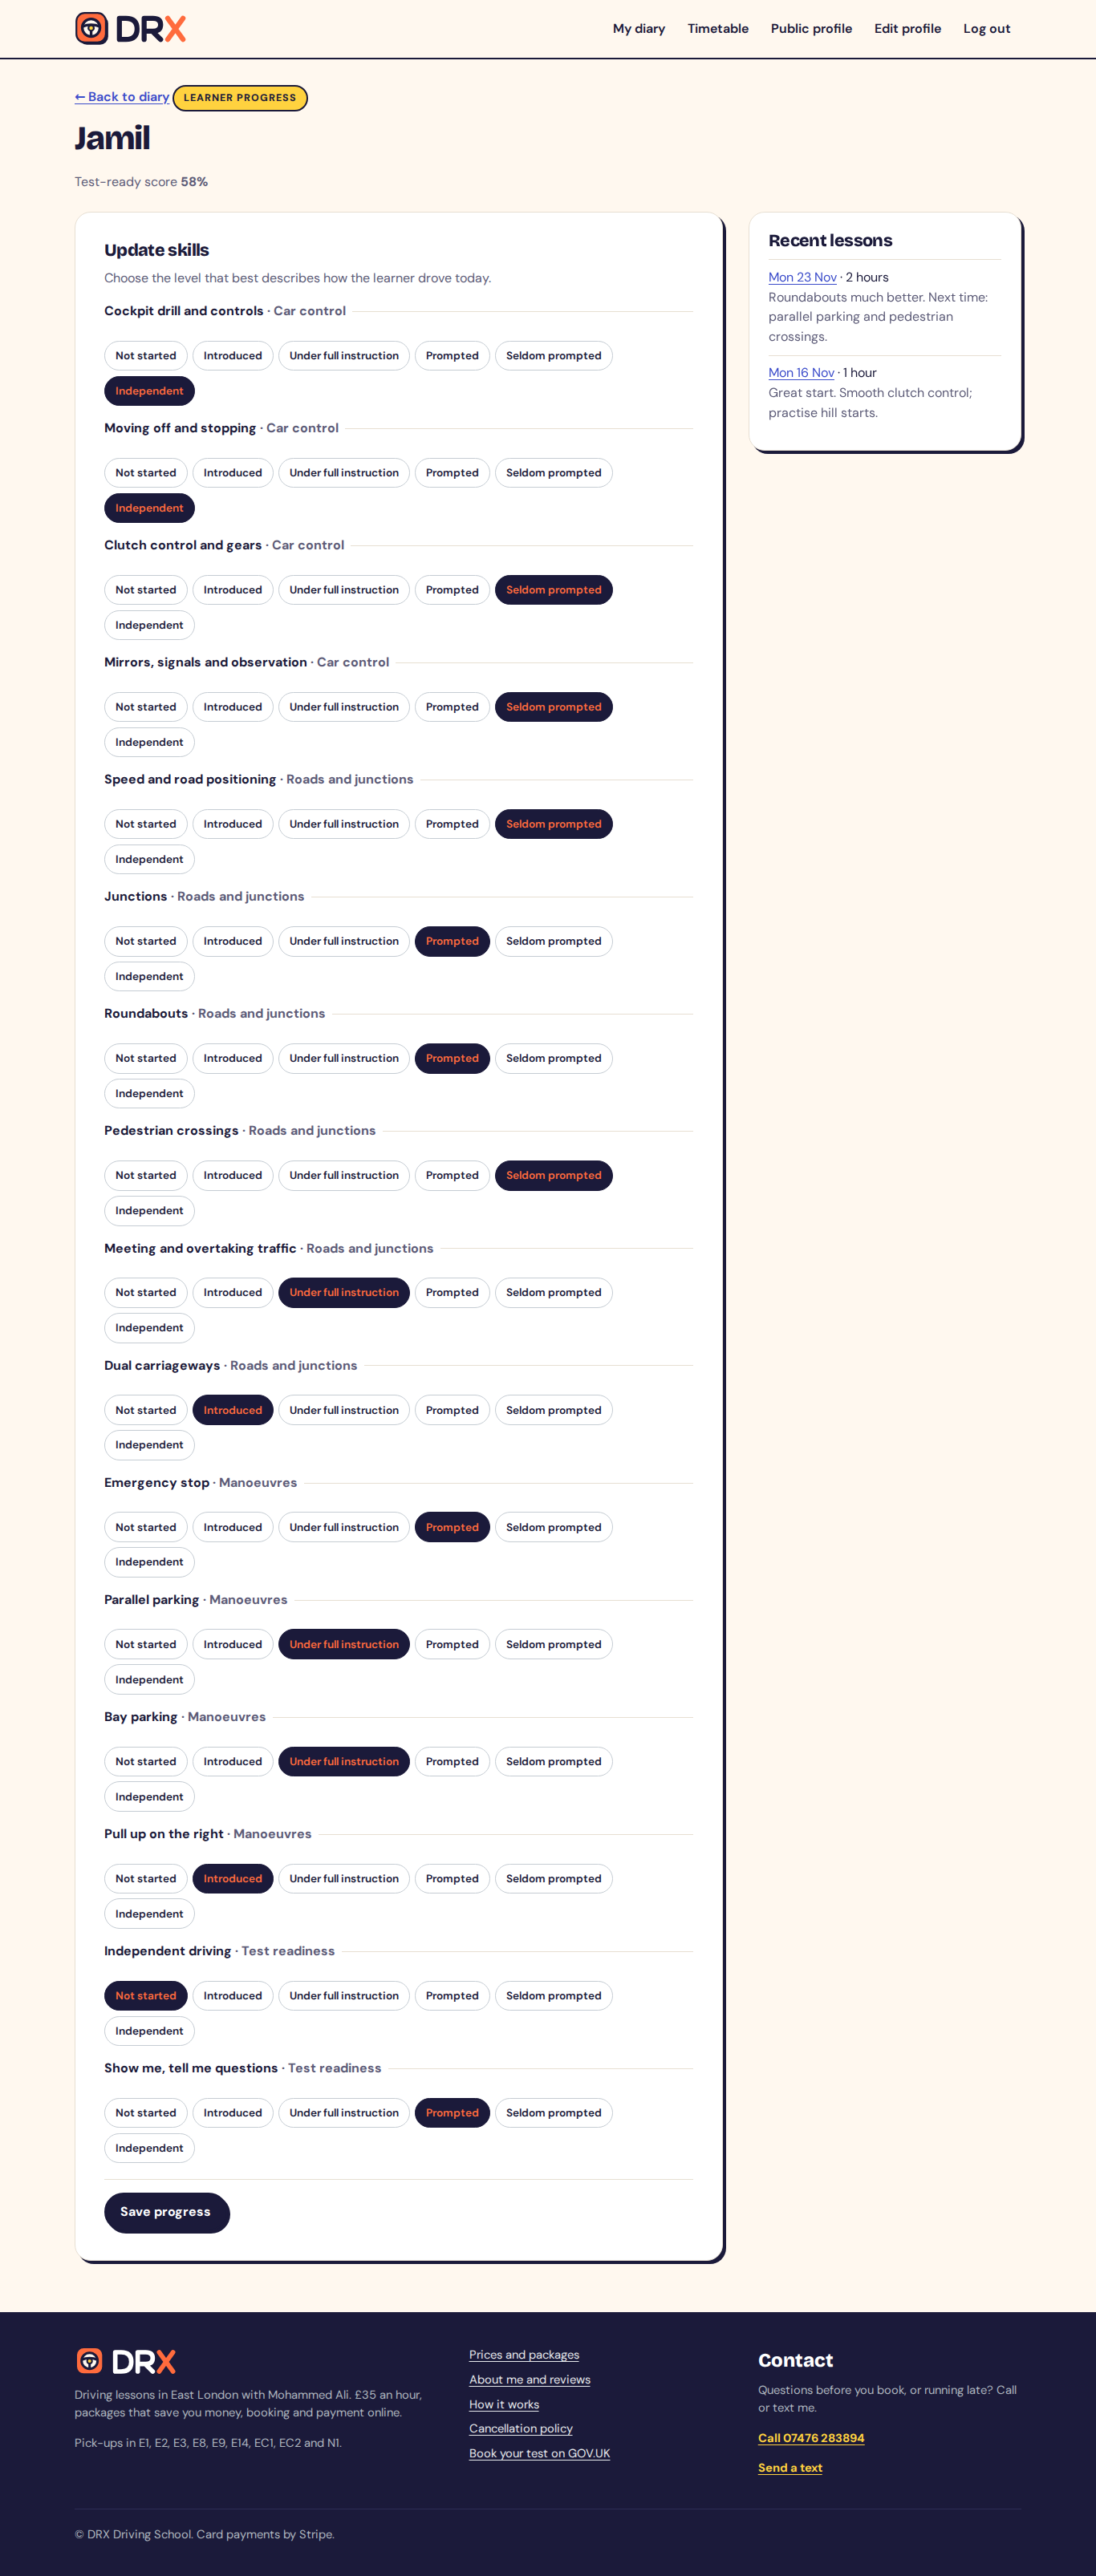 DRX
My diary Timetable Public profile Edit profile Log out
← Back to diary LEARNER PROGRESS
Jamil
Test-ready score 58%
Update skills
Choose the level that best describes how the learner drove today.
Cockpit drill and controls · Car control
Not started Introduced Under full instruction Prompted Seldom prompted
Independent
Moving off and stopping · Car control
Not started Introduced Under full instruction Prompted Seldom prompted
Independent
Clutch control and gears · Car control
Not started Introduced Under full instruction Prompted Seldom prompted
Independent
Mirrors, signals and observation · Car control
Not started Introduced Under full instruction Prompted Seldom prompted
Independent
Speed and road positioning · Roads and junctions
Not started Introduced Under full instruction Prompted Seldom prompted
Independent
Junctions · Roads and junctions
Not started Introduced Under full instruction Prompted Seldom prompted
Independent
Roundabouts · Roads and junctions
Not started Introduced Under full instruction Prompted Seldom prompted
Independent
Pedestrian crossings · Roads and junctions
Not started Introduced Under full instruction Prompted Seldom prompted
Independent
Meeting and overtaking traffic · Roads and junctions
Not started Introduced Under full instruction Prompted Seldom prompted
Independent
Dual carriageways · Roads and junctions
Not started Introduced Under full instruction Prompted Seldom prompted
Independent
Emergency stop · Manoeuvres
Not started Introduced Under full instruction Prompted Seldom prompted
Independent
Parallel parking · Manoeuvres
Not started Introduced Under full instruction Prompted Seldom prompted
Independent
Bay parking · Manoeuvres
Not started Introduced Under full instruction Prompted Seldom prompted
Independent
Pull up on the right · Manoeuvres
Not started Introduced Under full instruction Prompted Seldom prompted
Independent
Independent driving · Test readiness
Not started Introduced Under full instruction Prompted Seldom prompted
Independent
Show me, tell me questions · Test readiness
Not started Introduced Under full instruction Prompted Seldom prompted
Independent
Save progress
Recent lessons
Mon 23 Nov · 2 hours
Roundabouts much better. Next time:
parallel parking and pedestrian
crossings.
Mon 16 Nov · 1 hour
Great start. Smooth clutch control;
practise hill starts.
DRX
Driving lessons in East London with Mohammed Ali. £35 an hour,
packages that save you money, booking and payment online.
Pick-ups in E1, E2, E3, E8, E9, E14, EC1, EC2 and N1.
Prices and packages
About me and reviews
How it works
Cancellation policy
Book your test on GOV.UK
Contact
Questions before you book, or running late? Call
or text me.
Call 07476 283894
Send a text
© DRX Driving School. Card payments by Stripe.